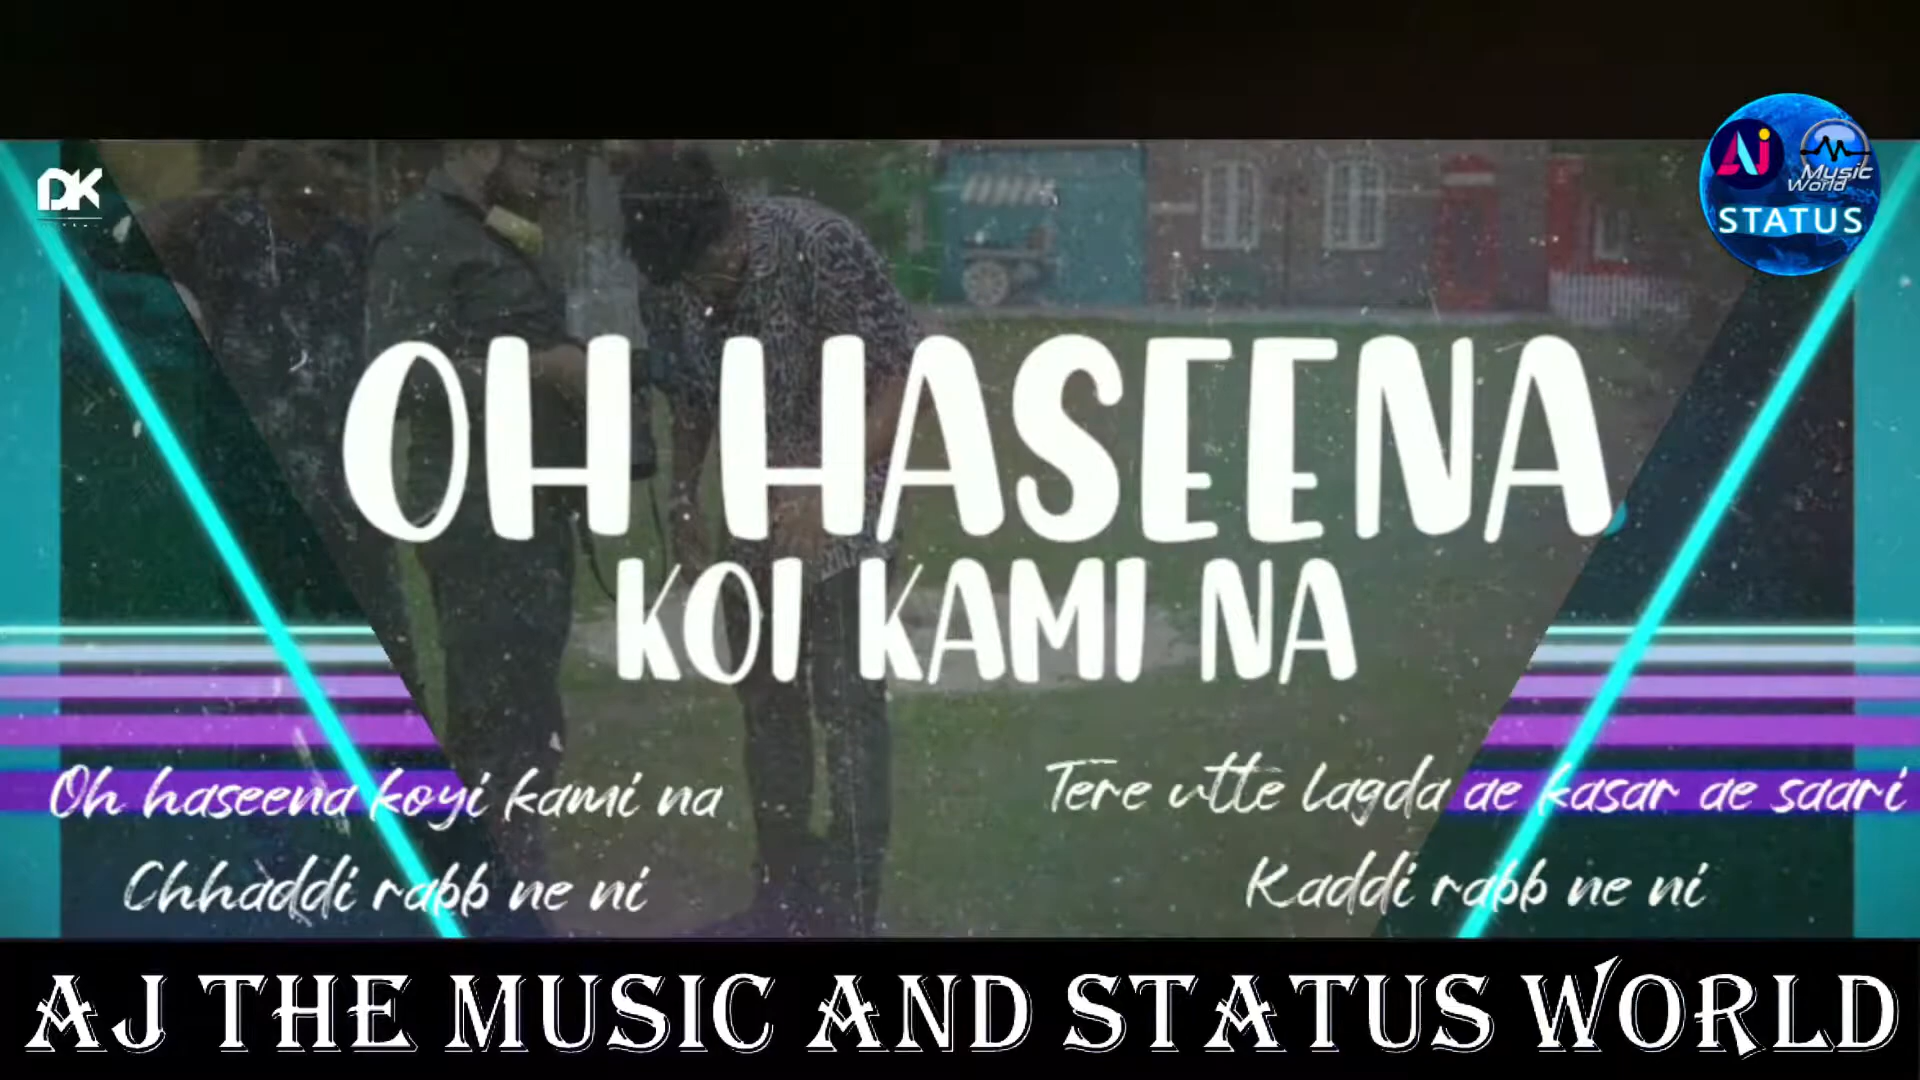 DK
Aj
Music
World
STATUS
OH HASEENA
KOI KAMI NA
Oh haseena koyi kami na
Chhaddi rabb ne ni
Tere utte lagda ae kasar ae saari
Kaddi rabb ne ni
AJ THE MUSIC AND STATUS WORLD